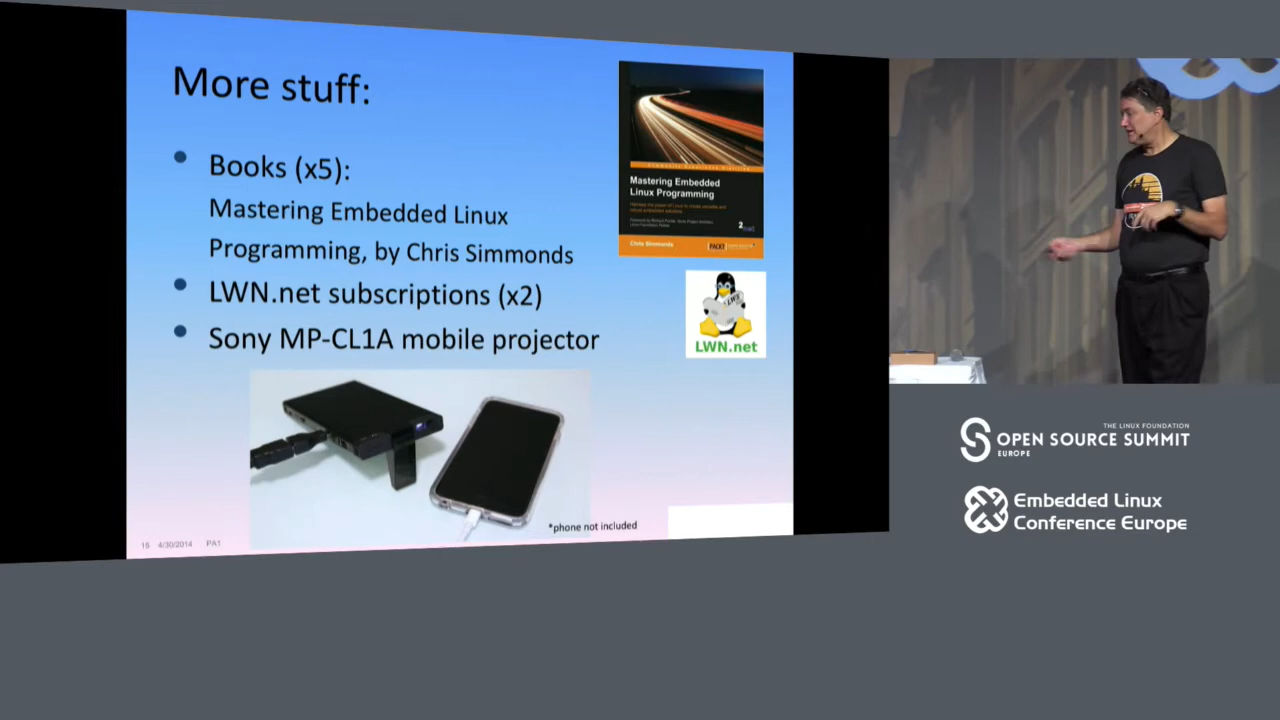 More stuff:
Books (x5):
Mastering Embedded Linux
Programming, by Chris Simmonds
LWN.net subscriptions (x2)
Sony MP-CL1A mobile projector
Mastering Embedded
Linux Programming
Chris Simmonds
PACKT
LWN.net
*phone not included
15 4/30/2014 PA1
THE LINUX FOUNDATION
OPEN SOURCE SUMMIT
EUROPE
Embedded Linux
Conference Europe